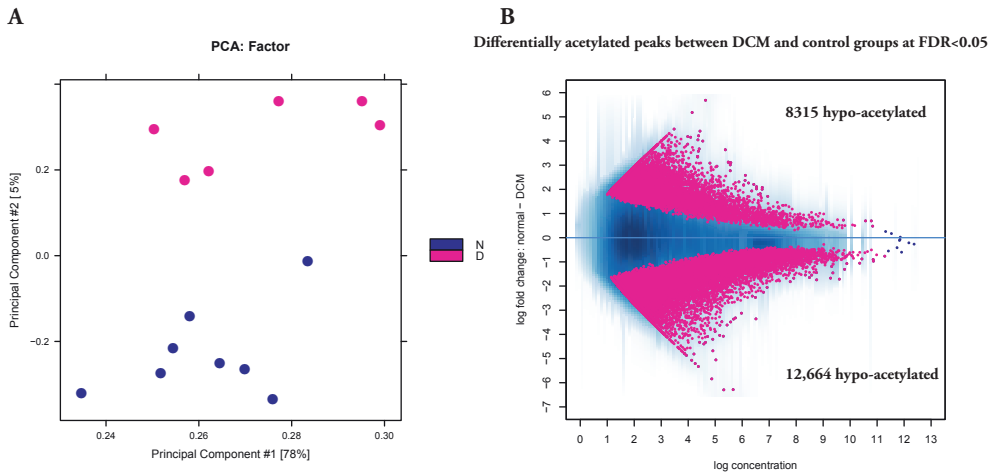 A
PCA: Factor
Principal Component #2 [ 5%]
0.2
0.0
−0.2
0.24
0.26
0.28
0.30
Principal Component #1 [78%]
N
D
B
Differentially acetylated peaks between DCM and control groups at FDR<0.05
8315 hypo-acetylated
12,664 hypo-acetylated
log fold change: normal − DCM
6
5
4
3
2
1
0
−1
−2
−3
−4
−5
−6
−7
0 1 2 3 4 5 6 7 8 9 10 11 12 13
log concentration